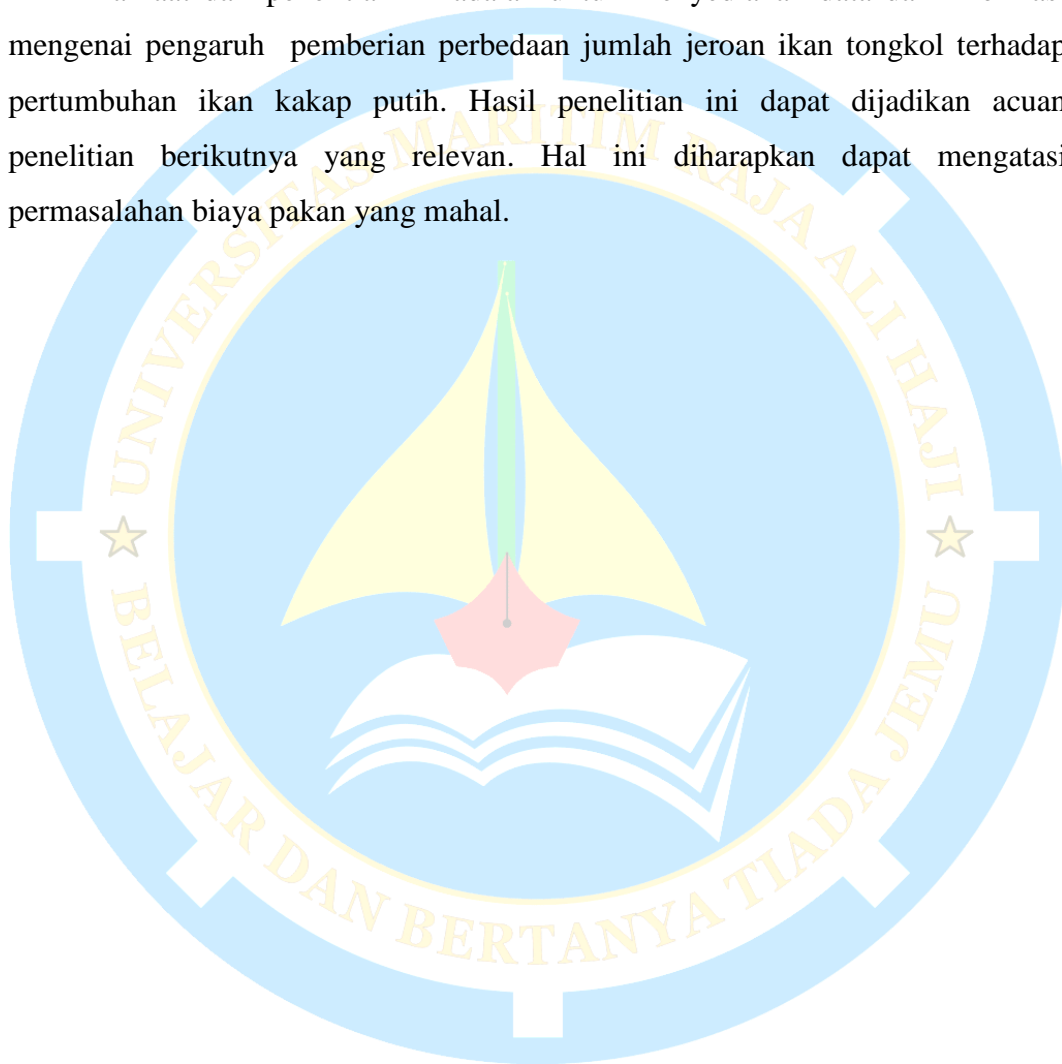 mengenai pengaruh pemberian perbedaan jumlah jeroan ikan tongkol terhadap
pertumbuhan ikan kakap putih. Hasil penelitian ini dapat dijadikan acuan
penelitian berikutnya yang relevan. Hal ini diharapkan dapat mengatasi
permasalahan biaya pakan yang mahal.
UNIVERSITAS MARITIM RAJA ALI HAJI
BELAJAR DAN BERTANYA TIADA JEMU